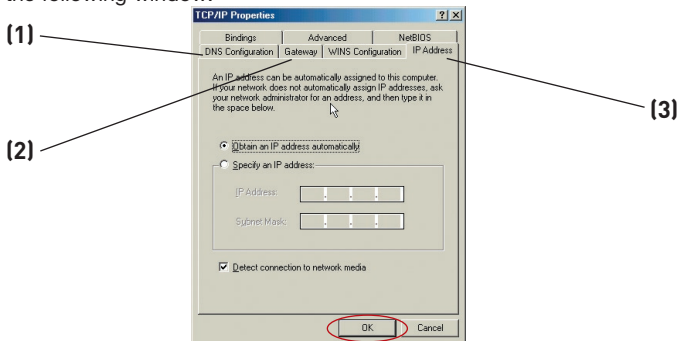 the following window:
TCP/IP Properties
Bindings Advanced NetBIOS
DNS Configuration Gateway WINS Configuration IP Address
An IP address can be automatically assigned to this computer.
If your network does not automatically assign IP addresses, ask
your network administrator for an address, and then type it in
the space below.
Obtain an IP address automatically
Specify an IP address:
IP Address:
Subnet Mask:
Detect connection to network media
OK Cancel
(1)
(2)
(3)